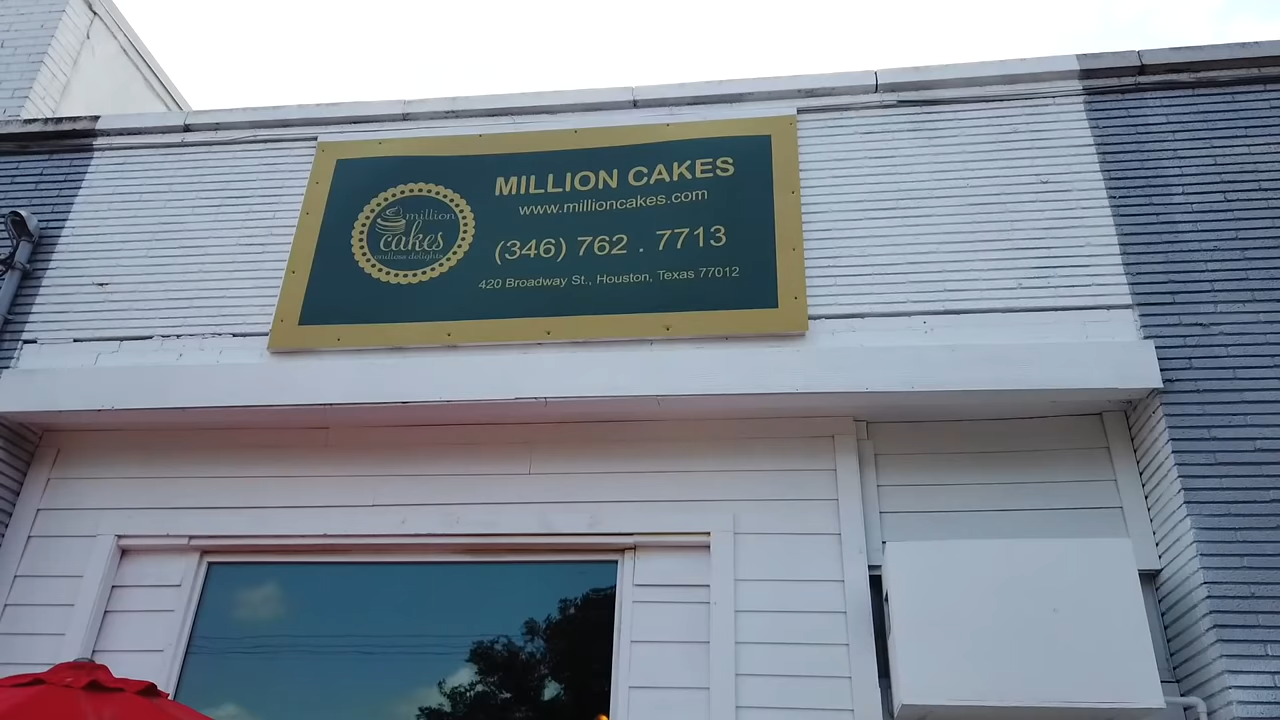 million
cakes
endless delights
MILLION CAKES
www.millioncakes.com
(346) 762 . 7713
420 Broadway St., Houston, Texas 77012